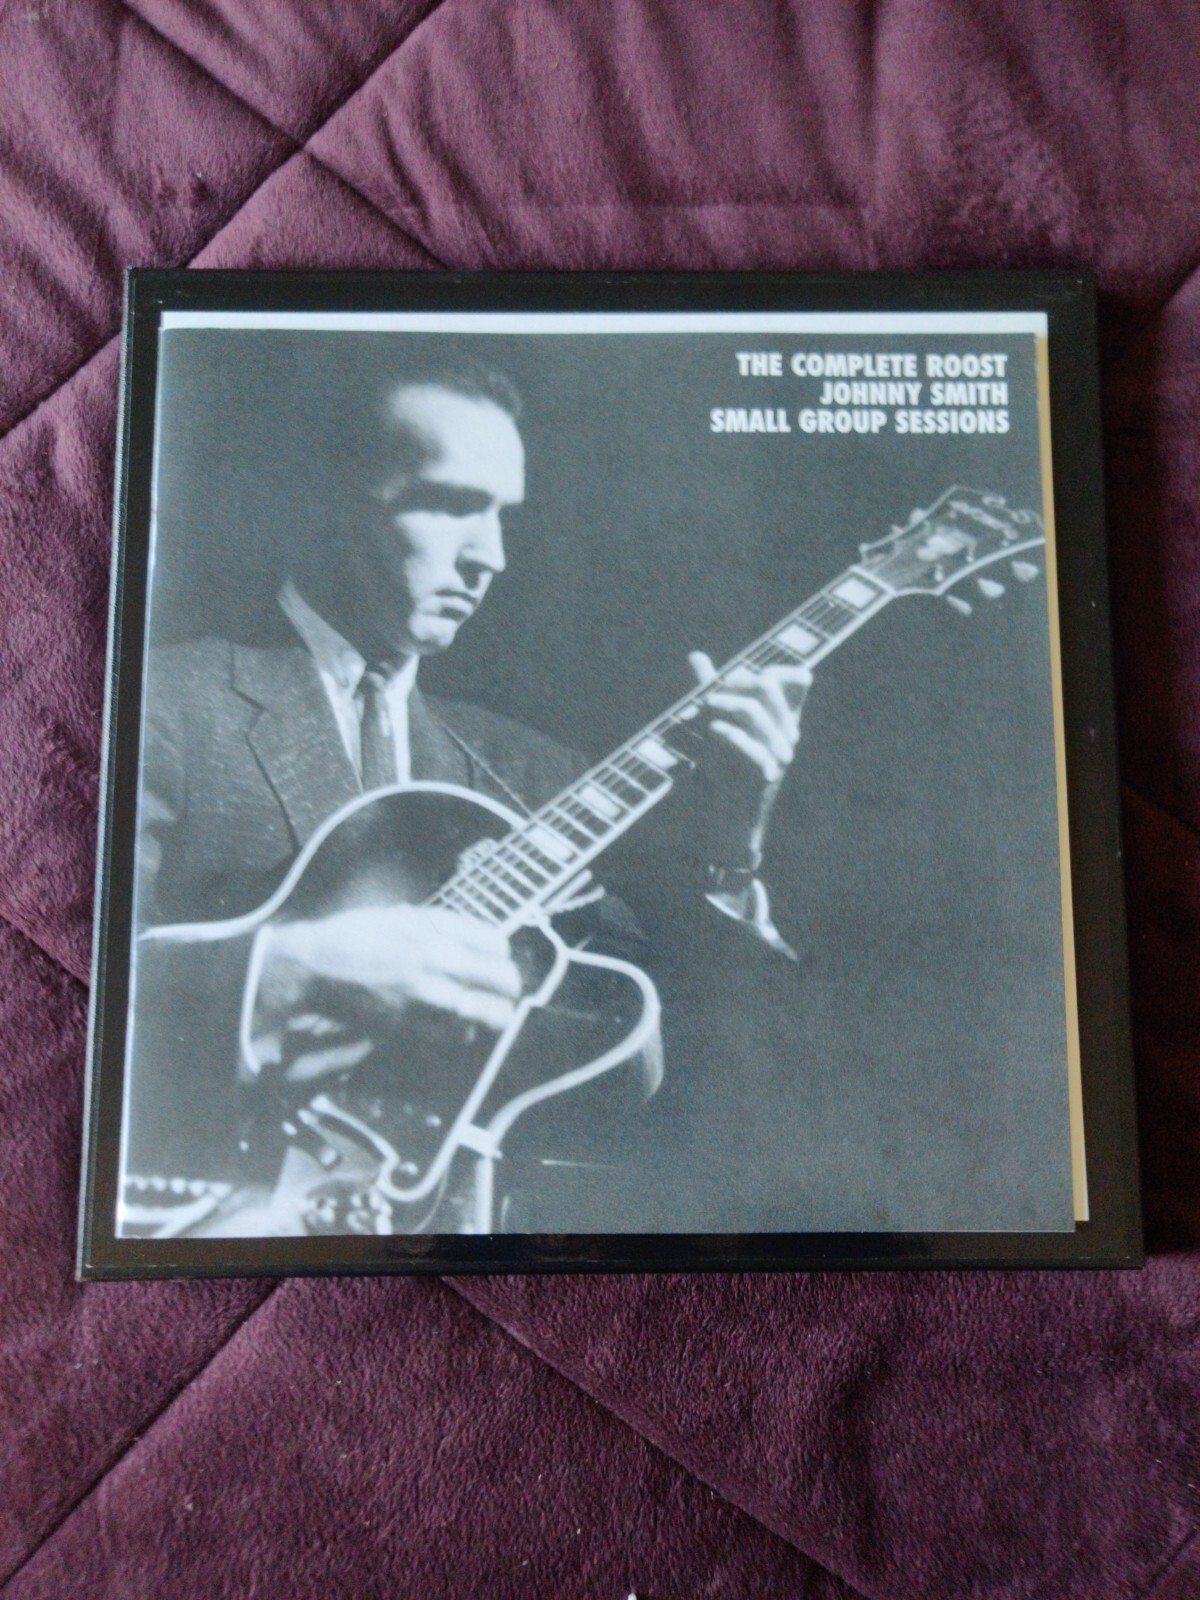 THE COMPLETE ROOST
JOHNNY SMITH
SMALL GROUP SESSIONS